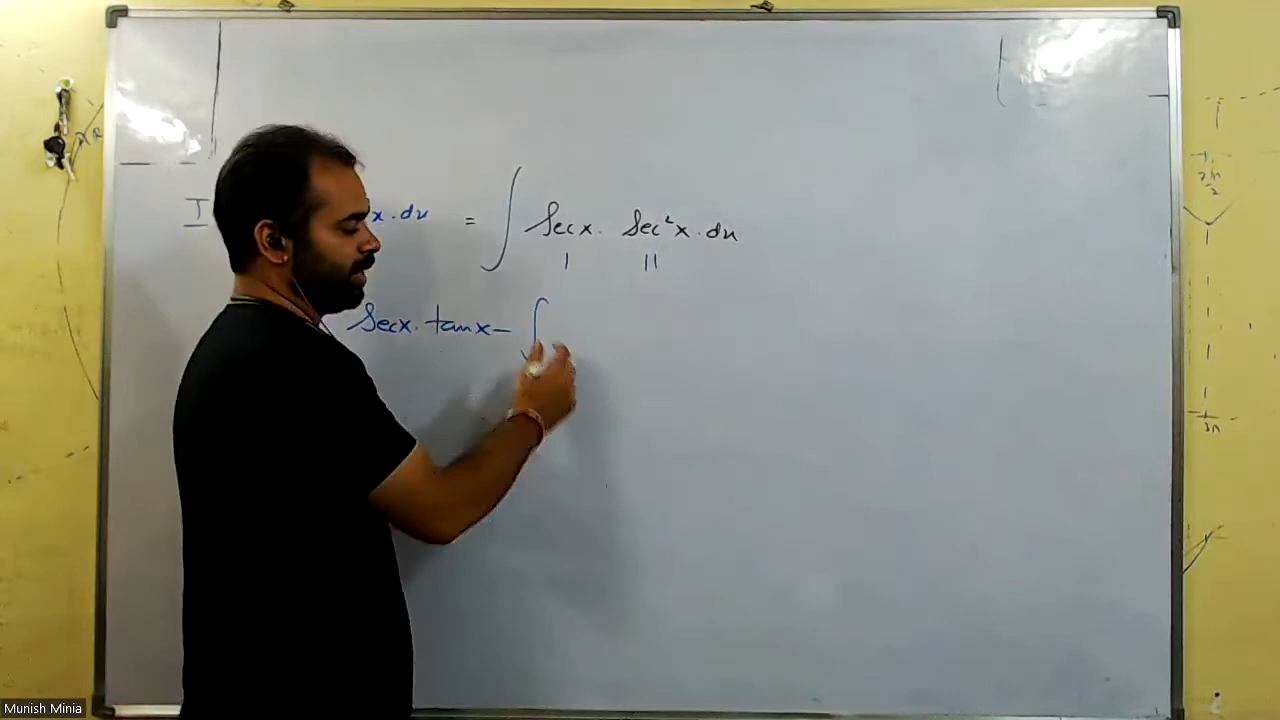 I x.dx = ∫ Secx. Sec²x.dx
I II
Secx. tanx - ∫
Munish Minia